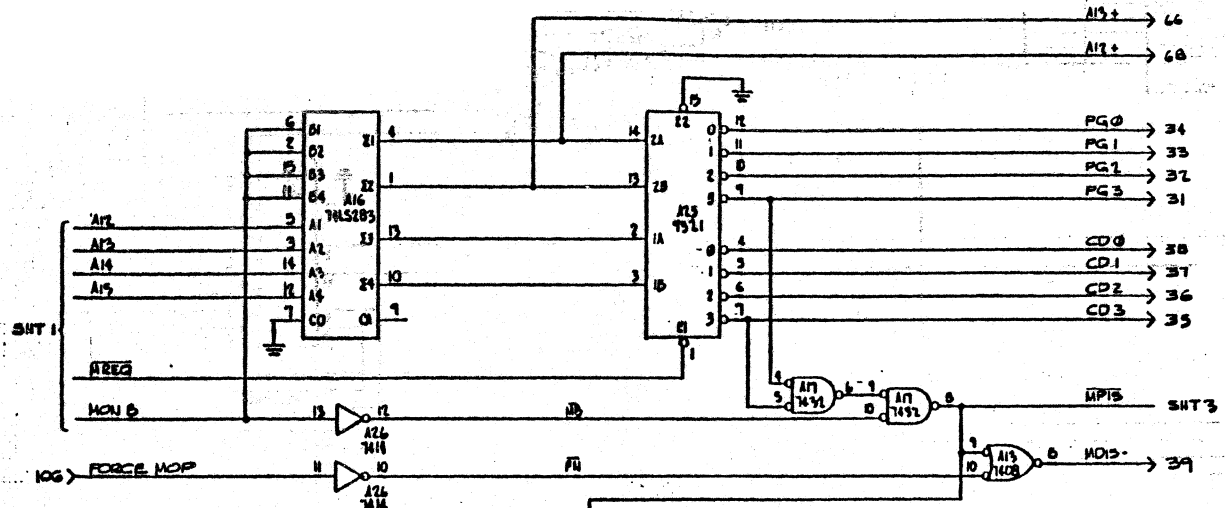 A13+ 66
A12+ 68
15
E2
6 B1 Σ1 4 14 2A 0 12 PGØ 34
2 B2 1 11 PG1 33
15 B3 Σ2 1 13 2B 2 10 PG2 32
11 B4 3 9 PG3 31
A16
74LS283
A25
9321
A12 5 A1
A13 3 A2 Σ3 13 2 1A 0 4 CDØ 38
A14 14 A3 1 5 CD1 37
A15 12 A4 Σ4 10 3 1B 2 6 CD2 36
7 C0 9 3 7 CD3 35
SHT 1
E1
1
MREQ
4 5 A17 7432 6 9 10 A17 7432 8 MPIS SHT 3
MON B 13 12 MB
A26
7414
9 10 A13 7408 8 MDIS- 39
106 FORCE MOP 11 10 FM
A26
7414